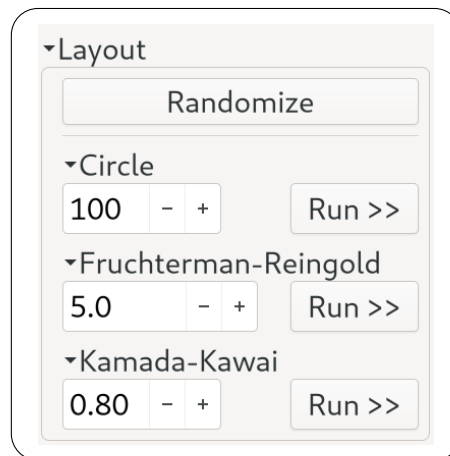 Layout
Randomize
Circle
100 − + Run >>
Fruchterman-Reingold
5.0 − + Run >>
Kamada-Kawai
0.80 − + Run >>